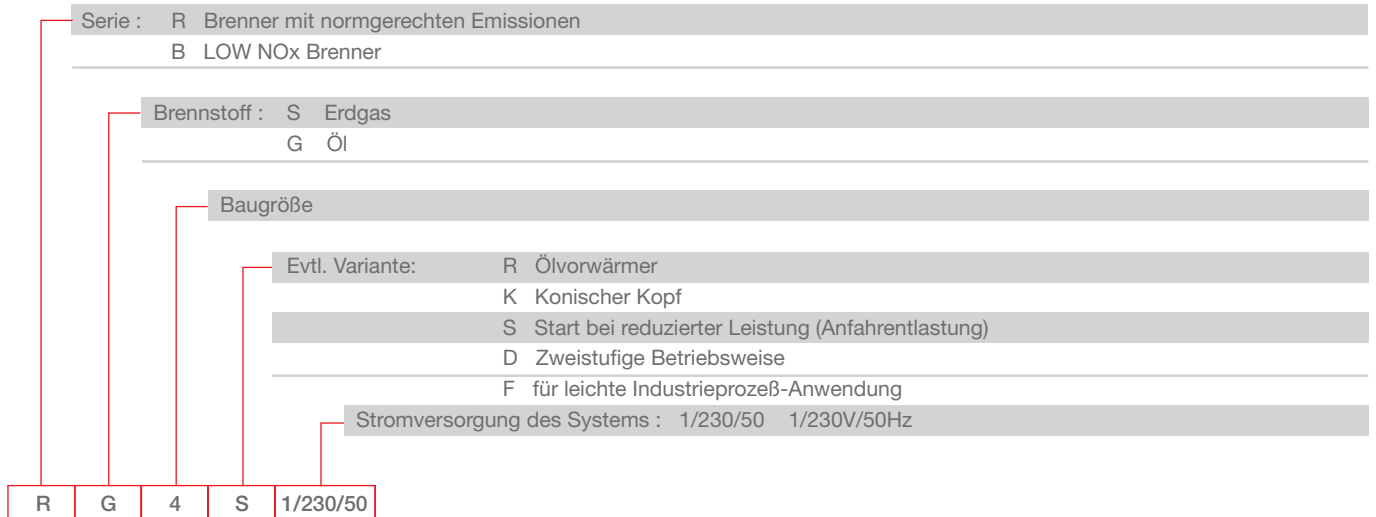 Serie : R Brenner mit normgerechten Emissionen
B LOW NOx Brenner
Brennstoff : S Erdgas
G Öl
Baugröße
Evtl. Variante: R Ölvorwärmer
K Konischer Kopf
S Start bei reduzierter Leistung (Anfahrentlastung)
D Zweistufige Betriebsweise
F für leichte Industrieprozeß-Anwendung
Stromversorgung des Systems : 1/230/50 1/230V/50Hz
R G 4 S 1/230/50